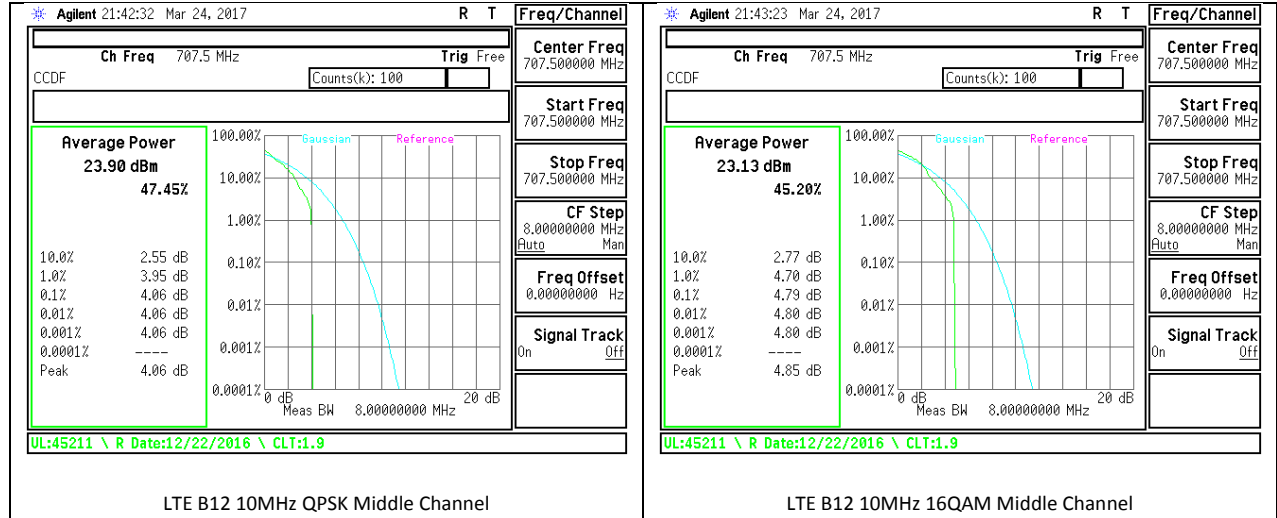 Agilent 21:42:32 Mar 24, 2017 R T
Freq/Channel
Ch Freq 707.5 MHz Trig Free
CCDF Counts(k): 100
Average Power
23.90 dBm
47.45%
10.0% 2.55 dB
1.0% 3.95 dB
0.1% 4.06 dB
0.01% 4.06 dB
0.001% 4.06 dB
0.0001% ----
Peak 4.06 dB
Gaussian Reference
100.00%
10.00%
1.00%
0.10%
0.01%
0.001%
0.0001%
0 dB 20 dB
Meas BW 8.00000000 MHz
Center Freq
707.500000 MHz
Start Freq
707.500000 MHz
Stop Freq
707.500000 MHz
CF Step
8.00000000 MHz
Auto Man
Freq Offset
0.00000000 Hz
Signal Track
On Off
UL:45211 \ R Date:12/22/2016 \ CLT:1.9
LTE B12 10MHz QPSK Middle Channel
Agilent 21:43:23 Mar 24, 2017 R T
Freq/Channel
Ch Freq 707.5 MHz Trig Free
CCDF Counts(k): 100
Average Power
23.13 dBm
45.20%
10.0% 2.77 dB
1.0% 4.70 dB
0.1% 4.79 dB
0.01% 4.80 dB
0.001% 4.80 dB
0.0001% ----
Peak 4.85 dB
Gaussian Reference
100.00%
10.00%
1.00%
0.10%
0.01%
0.001%
0.0001%
0 dB 20 dB
Meas BW 8.00000000 MHz
Center Freq
707.500000 MHz
Start Freq
707.500000 MHz
Stop Freq
707.500000 MHz
CF Step
8.00000000 MHz
Auto Man
Freq Offset
0.00000000 Hz
Signal Track
On Off
UL:45211 \ R Date:12/22/2016 \ CLT:1.9
LTE B12 10MHz 16QAM Middle Channel